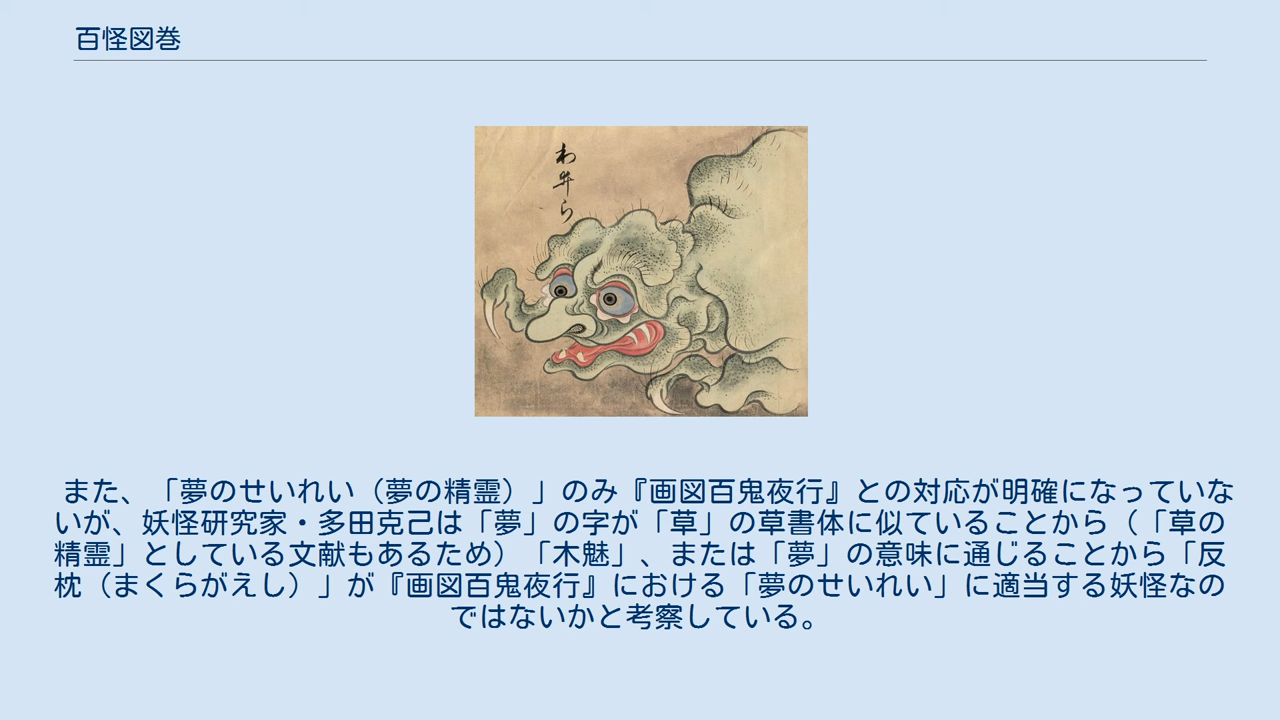 百怪図巻
わゐら
また、「夢のせいれい（夢の精霊）」のみ『画図百鬼夜行』との対応が明確になっていな
いが、妖怪研究家・多田克己は「夢」の字が「草」の草書体に似ていることから（「草の
精霊」としている文献もあるため）「木魅」、または「夢」の意味に通じることから「反
枕（まくらがえし）」が『画図百鬼夜行』における「夢のせいれい」に適当する妖怪なの
ではないかと考察している。